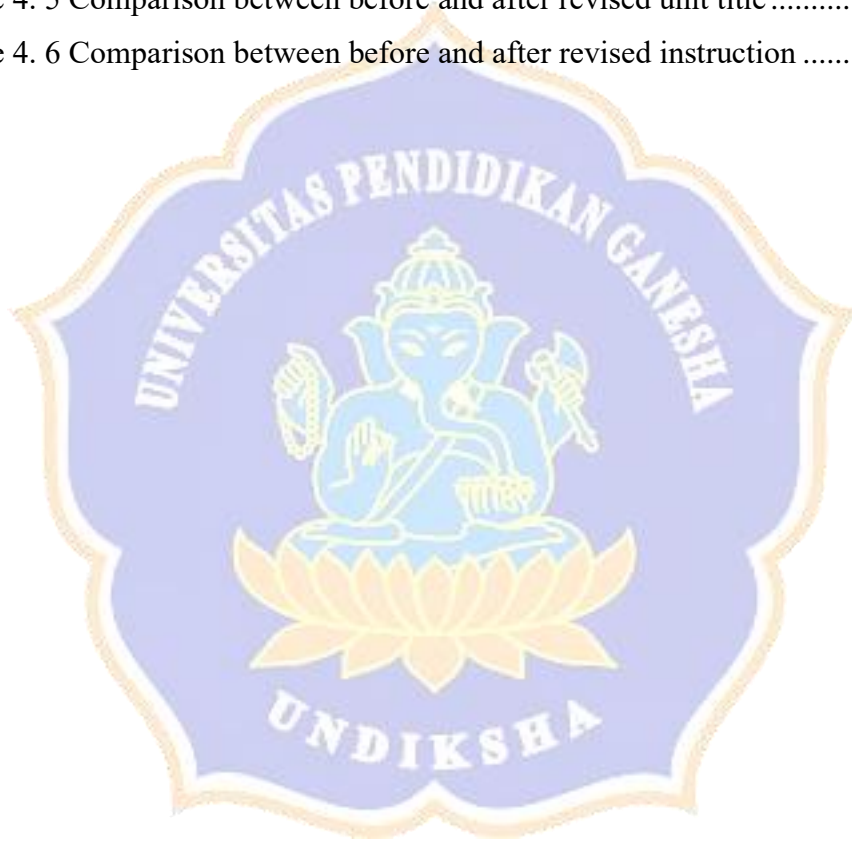 e 4. 5 Comparison between before and after revised unit title..........
e 4. 6 Comparison between before and after revised instruction ......
UNIVERSITAS PENDIDIKAN GANESHA
UNDIKSHA